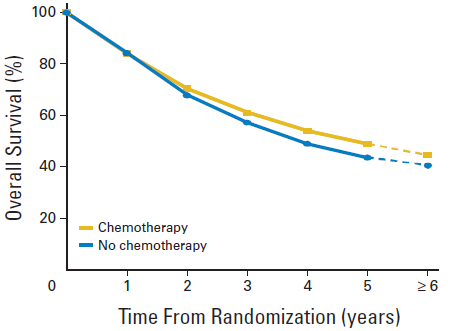 Overall Survival (%)
100
80
60
40
20
0
Chemotherapy
No chemotherapy
1 2 3 4 5 ≥ 6
Time From Randomization (years)